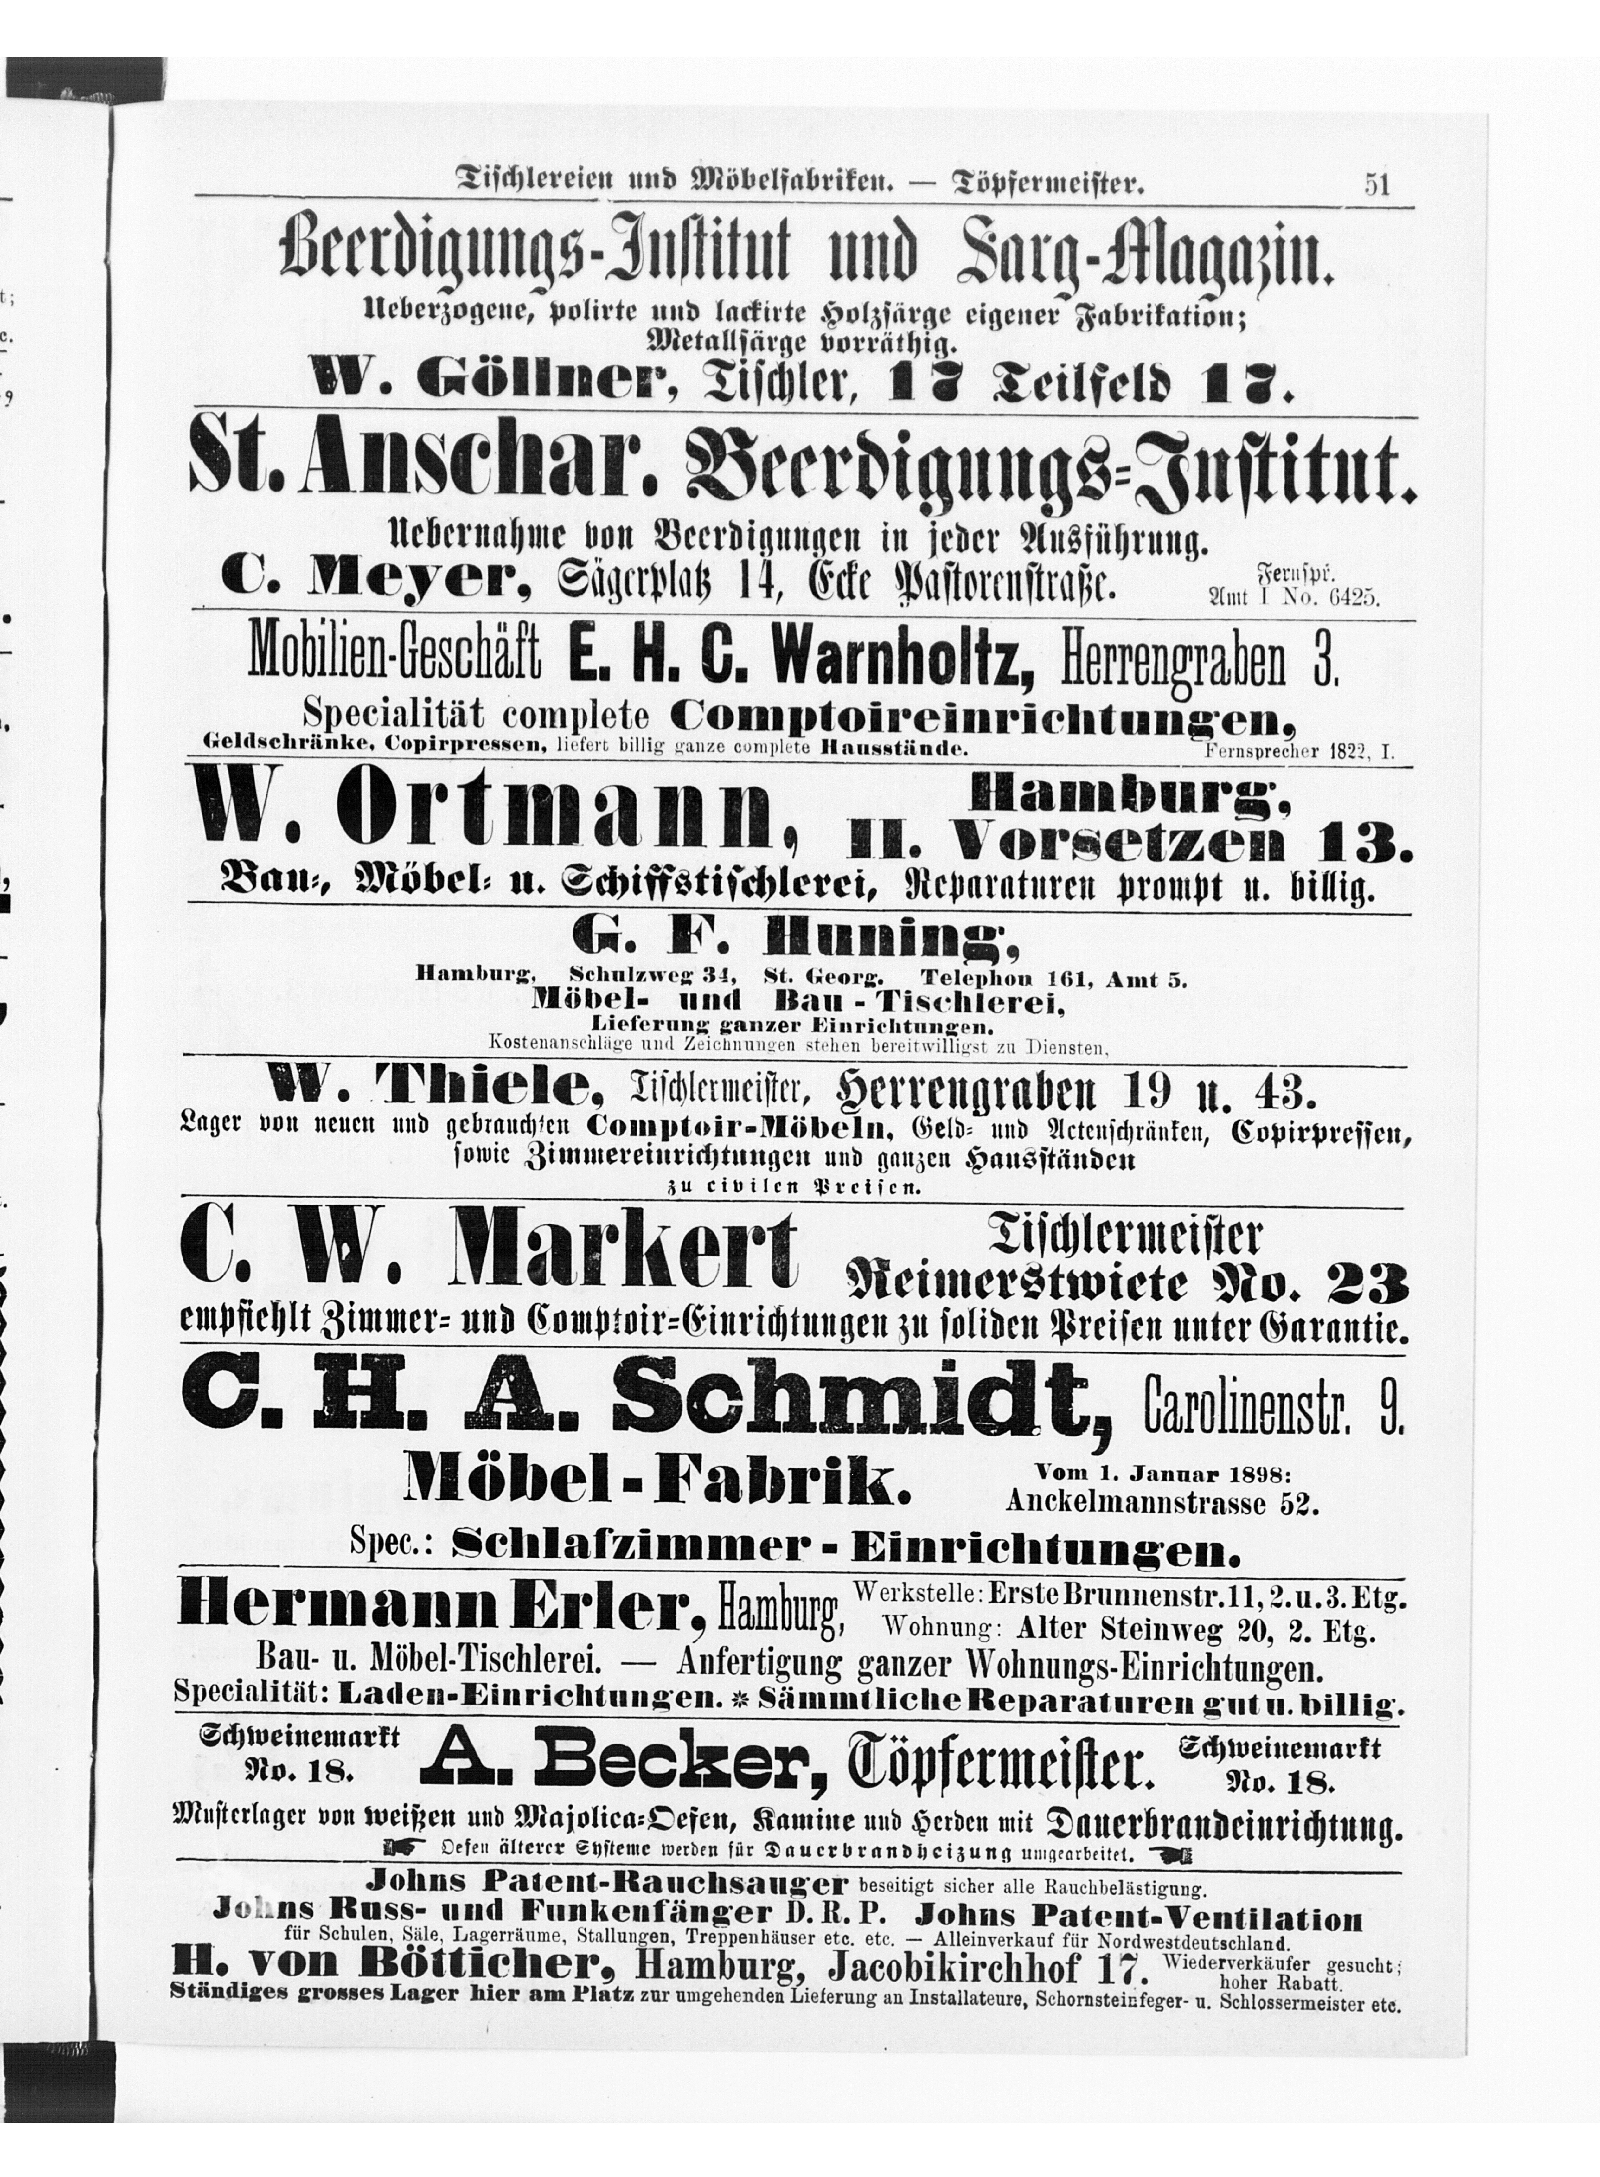 Tischlereien und Möbelfabriken. — Töpfermeister. 51
Beerdigungs-Institut und Sarg-Magazin.
Ueberzogene, polirte und lackirte Holzsärge eigener Fabrikation;
Metallsärge vorräthig.
W. Göllner, Tischler, 17 Teilfeld 17.
St. Anschar. Beerdigungs-Institut.
Uebernahme von Beerdigungen in jeder Ausführung.
C. Meyer, Sägerplatz 14, Ecke Pastorenstraße. Fernspr.
Amt I No. 6425.
Mobilien-Geschäft E. H. C. Warnholtz, Herrengraben 3.
Specialität complete Comptoireinrichtungen,
Geldschränke, Copirpressen, liefert billig ganze complete Hausstände. Fernsprecher 1822, I.
W. Ortmann, Hamburg,
II. Vorsetzen 13.
Bau-, Möbel- u. Schiffstischlerei, Reparaturen prompt u. billig.
G. F. Huning,
Hamburg, Schulzweg 34, St. Georg. Telephon 161, Amt 5.
Möbel- und Bau-Tischlerei,
Lieferung ganzer Einrichtungen.
Kostenanschläge und Zeichnungen stehen bereitwilligst zu Diensten,
W. Thiele, Tischlermeister, Herrengraben 19 u. 43.
Lager von neuen und gebrauchten Comptoir-Möbeln, Geld- und Actenschränken, Copirpressen,
sowie Zimmereinrichtungen und ganzen Hausständen
zu civilen Preisen.
C. W. Markert Tischlermeister
Reimerstwiete No. 23
empfiehlt Zimmer- und Comptoir-Einrichtungen zu soliden Preisen unter Garantie.
C. H. A. Schmidt, Carolinenstr. 9.
Möbel-Fabrik. Vom 1. Januar 1898:
Anckelmannstrasse 52.
Spec.: Schlafzimmer-Einrichtungen.
Hermann Erler, Hamburg, Werkstelle: Erste Brunnenstr. 11, 2. u. 3. Etg.
Wohnung: Alter Steinweg 20, 2. Etg.
Bau- u. Möbel-Tischlerei. — Anfertigung ganzer Wohnungs-Einrichtungen.
Specialität: Laden-Einrichtungen. * Sämmtliche Reparaturen gut u. billig.
Schweinemarkt No. 18. A. Becker, Töpfermeister. Schweinemarkt No. 18.
Musterlager von weißen und Majolica-Oefen, Kamine und Herden mit Dauerbrandeinrichtung.
☛ Oefen älterer Systeme werden für Dauerbrandheizung umgearbeitet. ☚
Johns Patent-Rauchsauger beseitigt sicher alle Rauchbelästigung.
Johns Russ- und Funkenfänger D. R. P. Johns Patent-Ventilation
für Schulen, Säle, Lagerräume, Stallungen, Treppenhäuser etc. etc. — Alleinverkauf für Nordwestdeutschland.
H. von Bötticher, Hamburg, Jacobikirchhof 17. Wiederverkäufer gesucht;
hoher Rabatt.
Ständiges grosses Lager hier am Platz zur umgehenden Lieferung an Installateure, Schornsteinfeger- u. Schlossermeister etc.